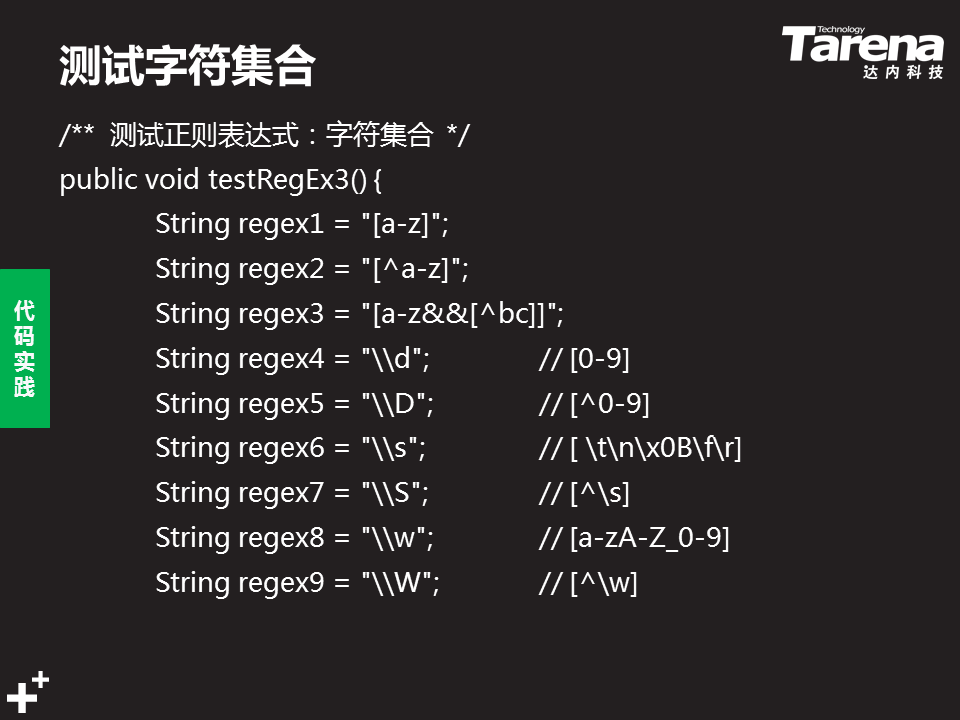 测试字符集合
Technology
Tarena
达内科技
/** 测试正则表达式：字符集合 */
public void testRegEx3() {
String regex1 = "[a-z]";
String regex2 = "[^a-z]";
String regex3 = "[a-z&&[^bc]]";
String regex4 = "\\d"; // [0-9]
String regex5 = "\\D"; // [^0-9]
String regex6 = "\\s"; // [ \t\n\x0B\f\r]
String regex7 = "\\S"; // [^\s]
String regex8 = "\\w"; // [a-zA-Z_0-9]
String regex9 = "\\W"; // [^\w]
代码实践